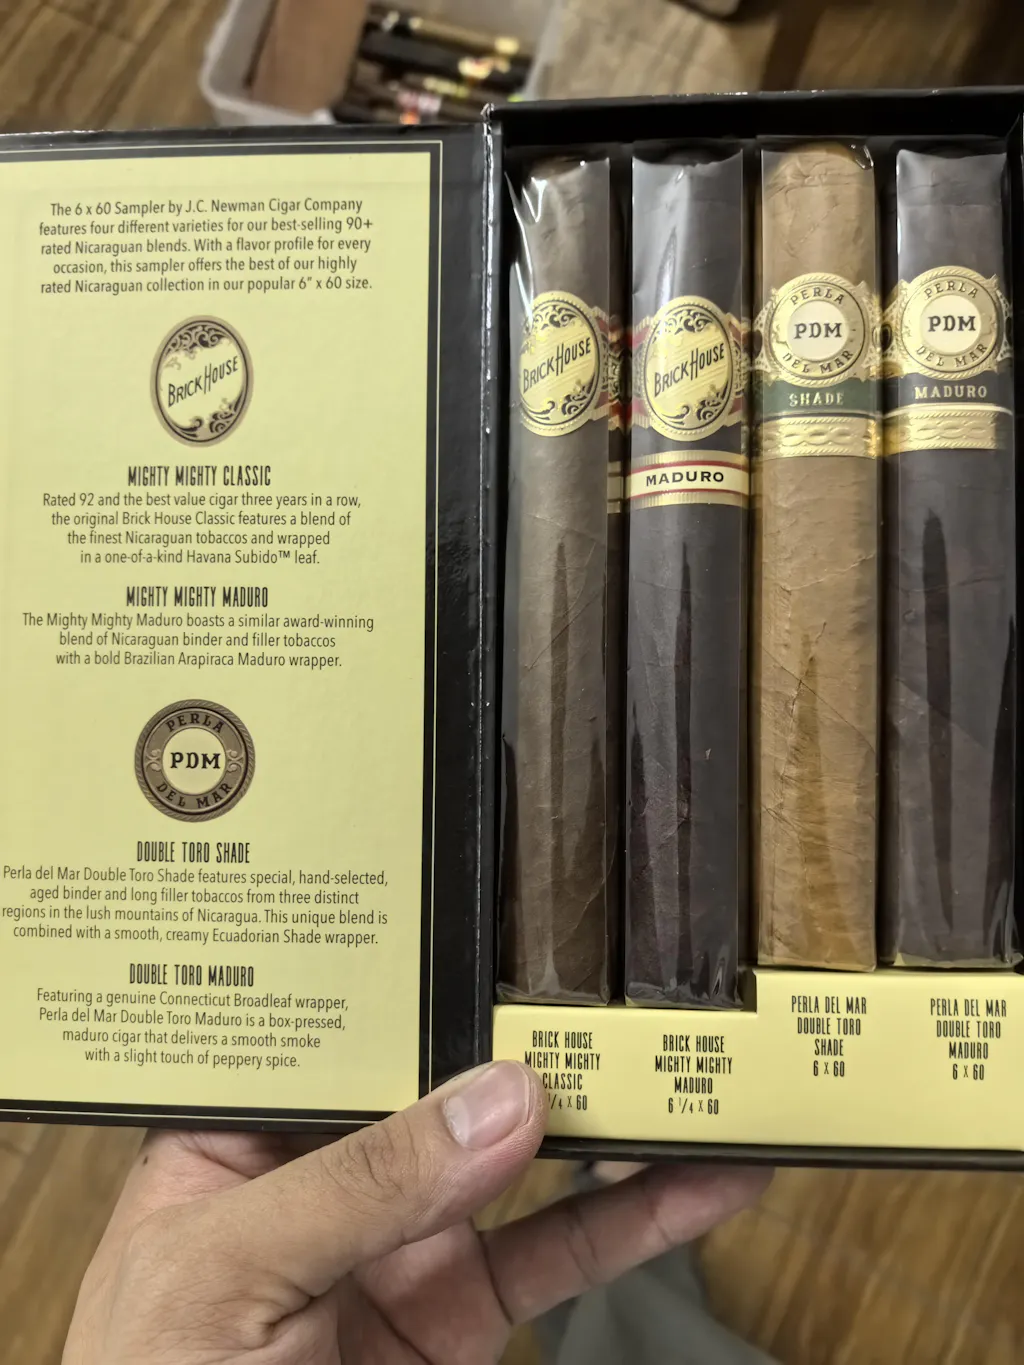 The 6 x 60 Sampler by J.C. Newman Cigar Company
features four different varieties for our best-selling 90+
rated Nicaraguan blends. With a flavor profile for every
occasion, this sampler offers the best of our highly
rated Nicaraguan collection in our popular 6" x 60 size.
BRICK HOUSE
MIGHTY MIGHTY CLASSIC
Rated 92 and the best value cigar three years in a row,
the original Brick House Classic features a blend of
the finest Nicaraguan tobaccos and wrapped
in a one-of-a-kind Havana Subido™ leaf.
MIGHTY MIGHTY MADURO
The Mighty Mighty Maduro boasts a similar award-winning
blend of Nicaraguan binder and filler tobaccos
with a bold Brazilian Arapiraca Maduro wrapper.
PERLA
PDM
DEL MAR
DOUBLE TORO SHADE
Perla del Mar Double Toro Shade features special, hand-selected,
aged binder and long filler tobaccos from three distinct
regions in the lush mountains of Nicaragua. This unique blend is
combined with a smooth, creamy Ecuadorian Shade wrapper.
DOUBLE TORO MADURO
Featuring a genuine Connecticut Broadleaf wrapper,
Perla del Mar Double Toro Maduro is a box-pressed,
maduro cigar that delivers a smooth smoke
with a slight touch of peppery spice.
BRICK HOUSE
BRICK HOUSE
MADURO
PERLA
PDM
DEL MAR
SHADE
PERLA
PDM
DEL MAR
MADURO
BRICK HOUSE
MIGHTY MIGHTY
CLASSIC
1/4 X 60
BRICK HOUSE
MIGHTY MIGHTY
MADURO
6 1/4 X 60
PERLA DEL MAR
DOUBLE TORO
SHADE
6 X 60
PERLA DEL MAR
DOUBLE TORO
MADURO
6 X 60